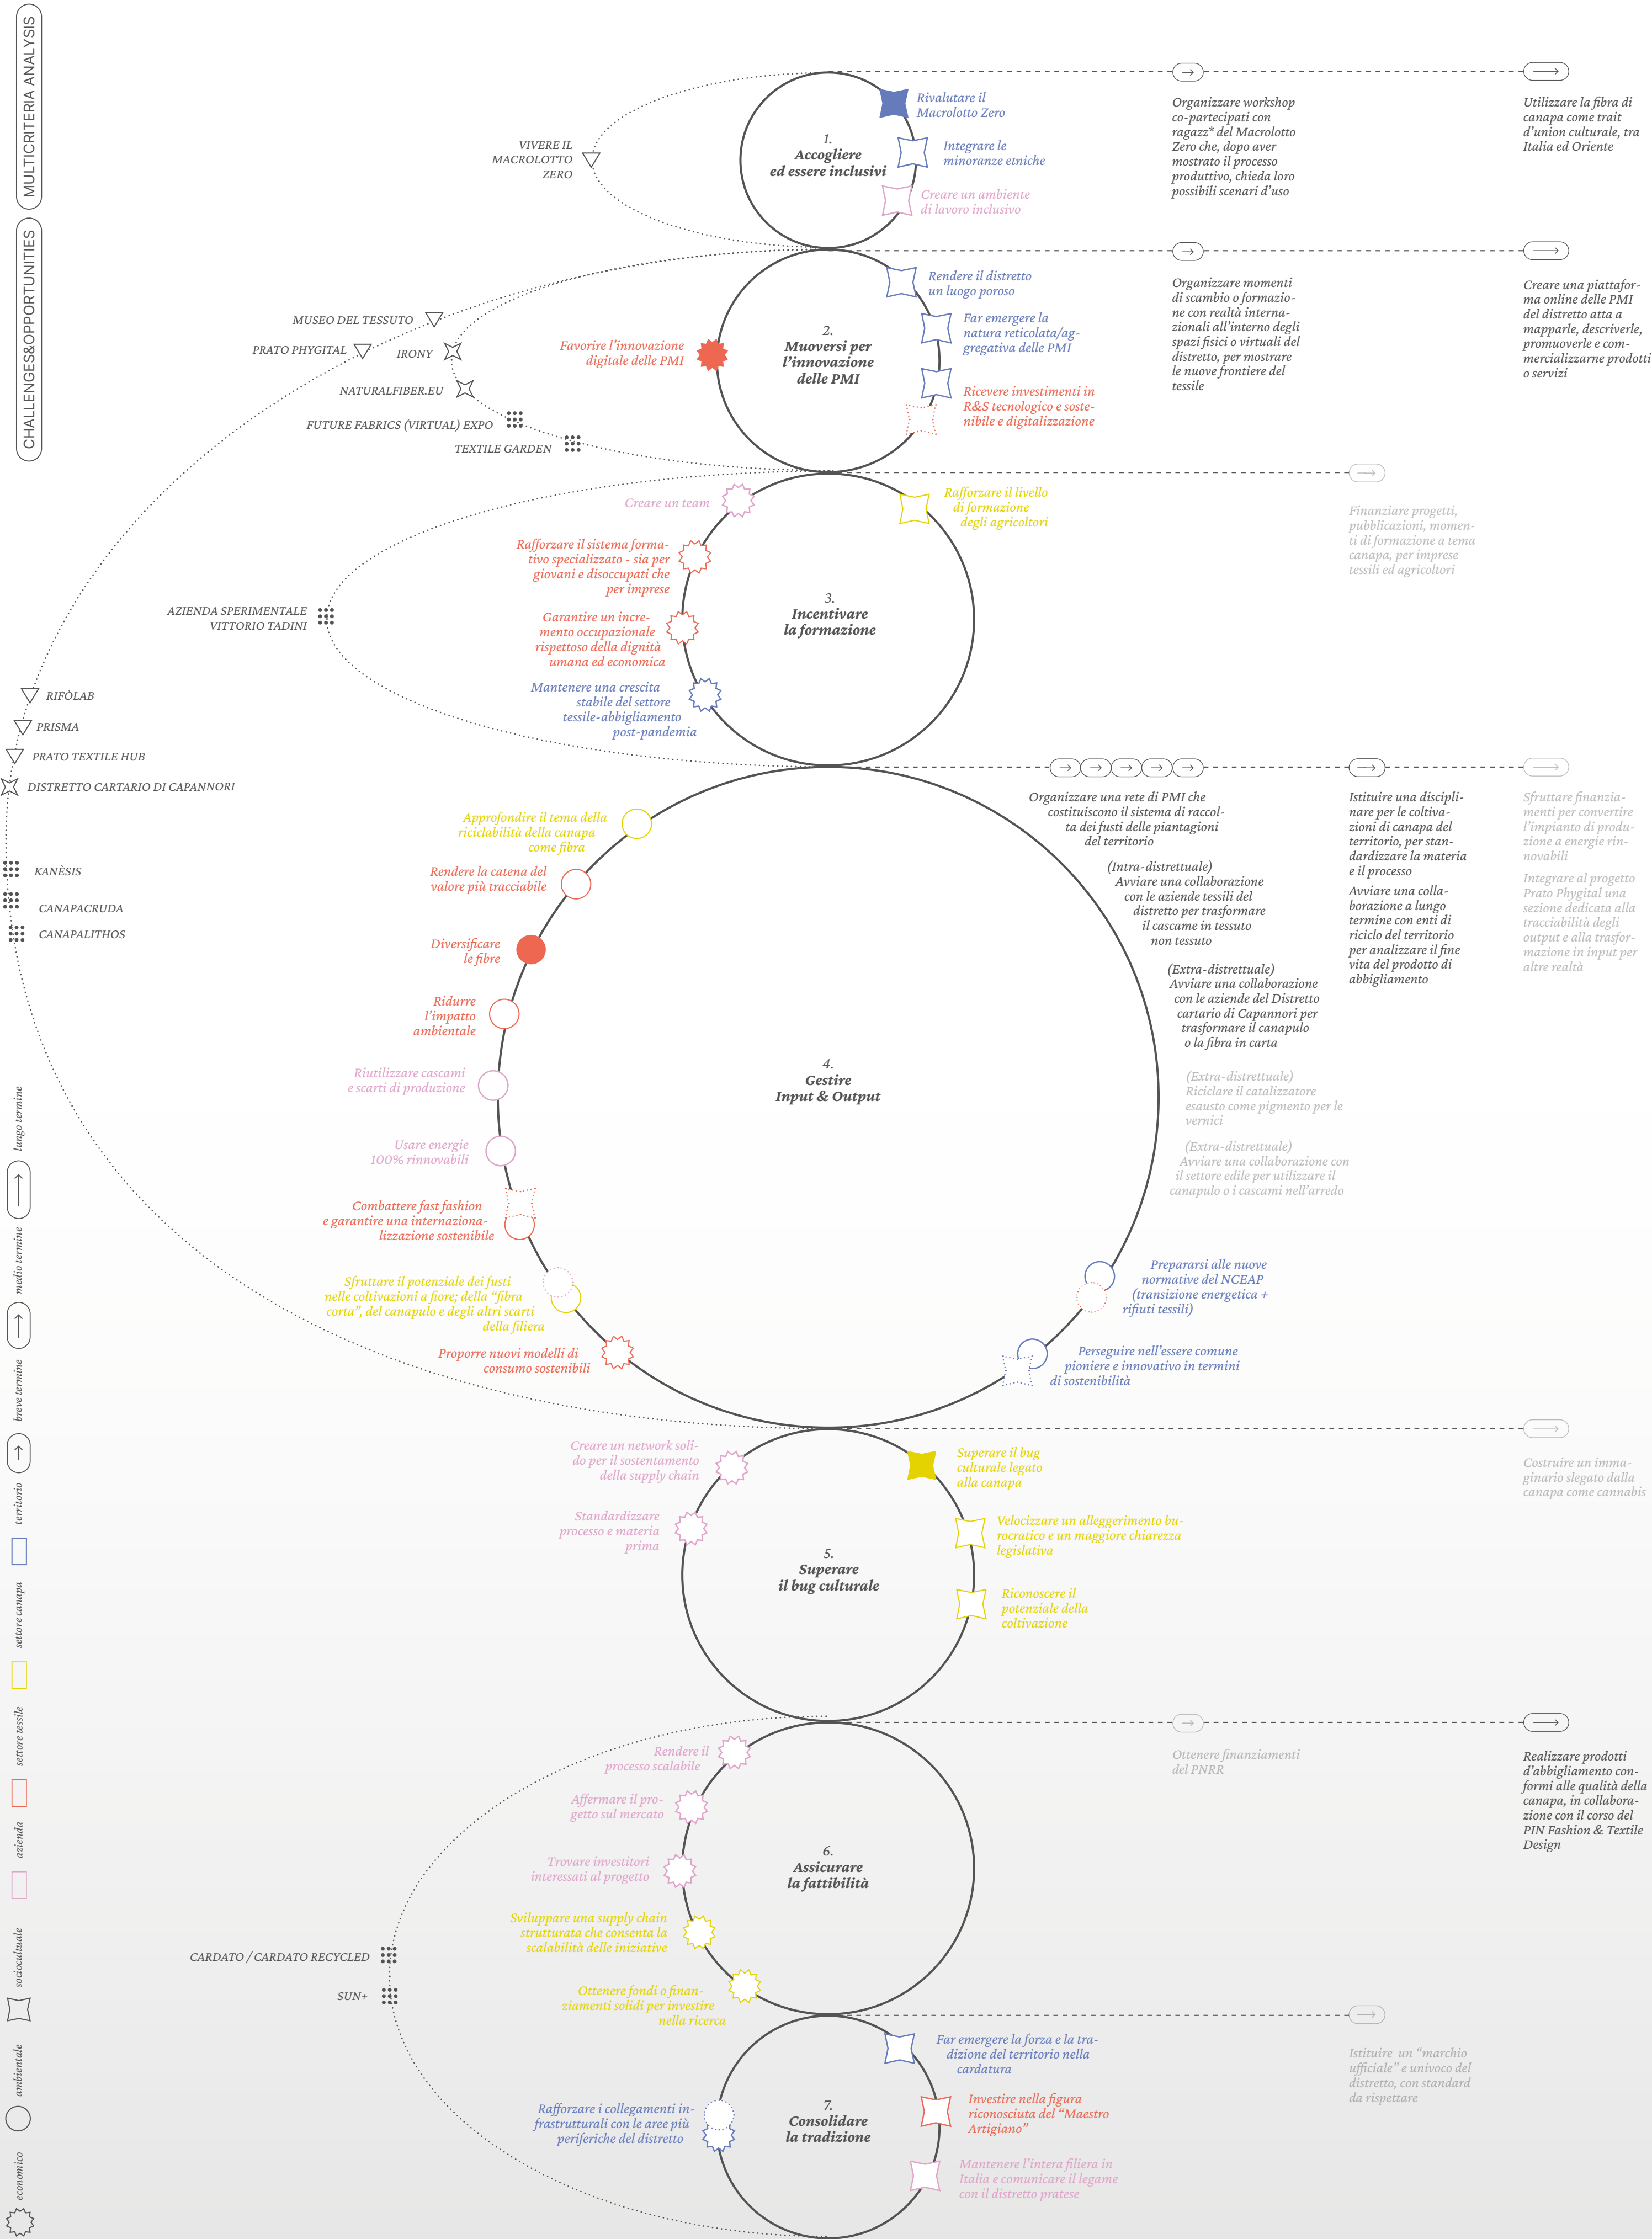 MULTICRITERIA ANALYSIS
CHALLENGES&OPPORTUNITIES
VIVERE IL
MACROLOTTO
ZERO
1.
Accogliere
ed essere inclusivi
Rivalutare il
Macrolotto Zero
Integrare le
minoranze etniche
Creare un ambiente
di lavoro inclusivo
Organizzare workshop
co-partecipati con
ragazz* del Macrolotto
Zero che, dopo aver
mostrato il processo
produttivo, chieda loro
possibili scenari d'uso
Utilizzare la fibra di
canapa come trait
d'union culturale, tra
Italia ed Oriente
MUSEO DEL TESSUTO
PRATO PHYGITAL
IRONY
NATURALFIBER.EU
FUTURE FABRICS (VIRTUAL) EXPO
TEXTILE GARDEN
Favorire l'innovazione
digitale delle PMI
2.
Muoversi per
l'innovazione
delle PMI
Rendere il distretto
un luogo poroso
Far emergere la
natura reticolata/ag-
gregativa delle PMI
Ricevere investimenti in
R&S tecnologico e soste-
nibile e digitalizzazione
Organizzare momenti
di scambio o formazio-
ne con realtà interna-
zionali all'interno degli
spazi fisici o virtuali del
distretto, per mostrare
le nuove frontiere del
tessile
Creare una piattafor-
ma online delle PMI
del distretto atta a
mapparle, descriverle,
promuoverle e com-
mercializzarne prodotti
o servizi
AZIENDA SPERIMENTALE
VITTORIO TADINI
Creare un team
Rafforzare il sistema forma-
tivo specializzato - sia per
giovani e disoccupati che
per imprese
Garantire un incre-
mento occupazionale
rispettoso della dignità
umana ed economica
Mantenere una crescita
stabile del settore
tessile-abbigliamento
post-pandemia
3.
Incentivare
la formazione
Rafforzare il livello
di formazione
degli agricoltori
Finanziare progetti,
pubblicazioni, momen-
ti di formazione a tema
canapa, per imprese
tessili ed agricoltori
RIFÒLAB
PRISMA
PRATO TEXTILE HUB
DISTRETTO CARTARIO DI CAPANNORI
KANÈSIS
CANAPACRUDA
CANAPALITHOS
Approfondire il tema della
riciclabilità della canapa
come fibra
Rendere la catena del
valore più tracciabile
Diversificare
le fibre
Ridurre
l'impatto
ambientale
Riutilizzare cascami
e scarti di produzione
Usare energie
100% rinnovabili
Combattere fast fashion
e garantire una internaziona-
lizzazione sostenibile
Sfruttare il potenziale dei fusti
nelle coltivazioni a fiore; della "fibra
corta", del canapulo e degli altri scarti
della filiera
Proporre nuovi modelli di
consumo sostenibili
4.
Gestire
Input & Output
Prepararsi alle nuove
normative del NCEAP
(transizione energetica +
rifiuti tessili)
Perseguire nell'essere comune
pioniere e innovativo in termini
di sostenibilità
Organizzare una rete di PMI che
costituiscono il sistema di raccol-
ta dei fusti delle piantagioni
del territorio
(Intra-distrettuale)
Avviare una collaborazione
con le aziende tessili del
distretto per trasformare
il cascame in tessuto
non tessuto
(Extra-distrettuale)
Avviare una collaborazione
con le aziende del Distretto
cartario di Capannori per
trasformare il canapulo
o la fibra in carta
(Extra-distrettuale)
Riciclare il catalizzatore
esausto come pigmento per le
vernici
(Extra-distrettuale)
Avviare una collaborazione con
il settore edile per utilizzare il
canapulo o i cascami nell'arredo
Istituire una discipli-
nare per le coltiva-
zioni di canapa del
territorio, per stan-
dardizzare la materia
e il processo
Avviare una colla-
borazione a lungo
termine con enti di
riciclo del territorio
per analizzare il fine
vita del prodotto di
abbigliamento
Sfruttare finanzia-
menti per convertire
l'impianto di produ-
zione a energie rin-
novabili
Integrare al progetto
Prato Phygital una
sezione dedicata alla
tracciabilità degli
output e alla trasfor-
mazione in input per
altre realtà
Creare un network soli-
do per il sostentamento
della supply chain
Standardizzare
processo e materia
prima
5.
Superare
il bug culturale
Superare il bug
culturale legato
alla canapa
Velocizzare un alleggerimento bu-
rocratico e un maggiore chiarezza
legislativa
Riconoscere il
potenziale della
coltivazione
Costruire un imma-
ginario slegato dalla
canapa come cannabis
CARDATO / CARDATO RECYCLED
SUN+
Rendere il
processo scalabile
Affermare il pro-
getto sul mercato
Trovare investitori
interessati al progetto
Sviluppare una supply chain
strutturata che consenta la
scalabilità delle iniziative
Ottenere fondi o finan-
ziamenti solidi per investire
nella ricerca
6.
Assicurare
la fattibilità
Ottenere finanziamenti
del PNRR
Realizzare prodotti
d'abbigliamento con-
formi alle qualità della
canapa, in collabora-
zione con il corso del
PIN Fashion & Textile
Design
Rafforzare i collegamenti in-
frastrutturali con le aree più
periferiche del distretto
7.
Consolidare
la tradizione
Far emergere la forza e la tra-
dizione del territorio nella
cardatura
Investire nella figura
riconosciuta del "Maestro
Artigiano"
Mantenere l'intera filiera in
Italia e comunicare il legame
con il distretto pratese
Istituire un "marchio
ufficiale" e univoco del
distretto, con standard
da rispettare
lungo termine
medio termine
breve termine
territorio
settore canapa
settore tessile
azienda
sociocultuale
ambientale
economico